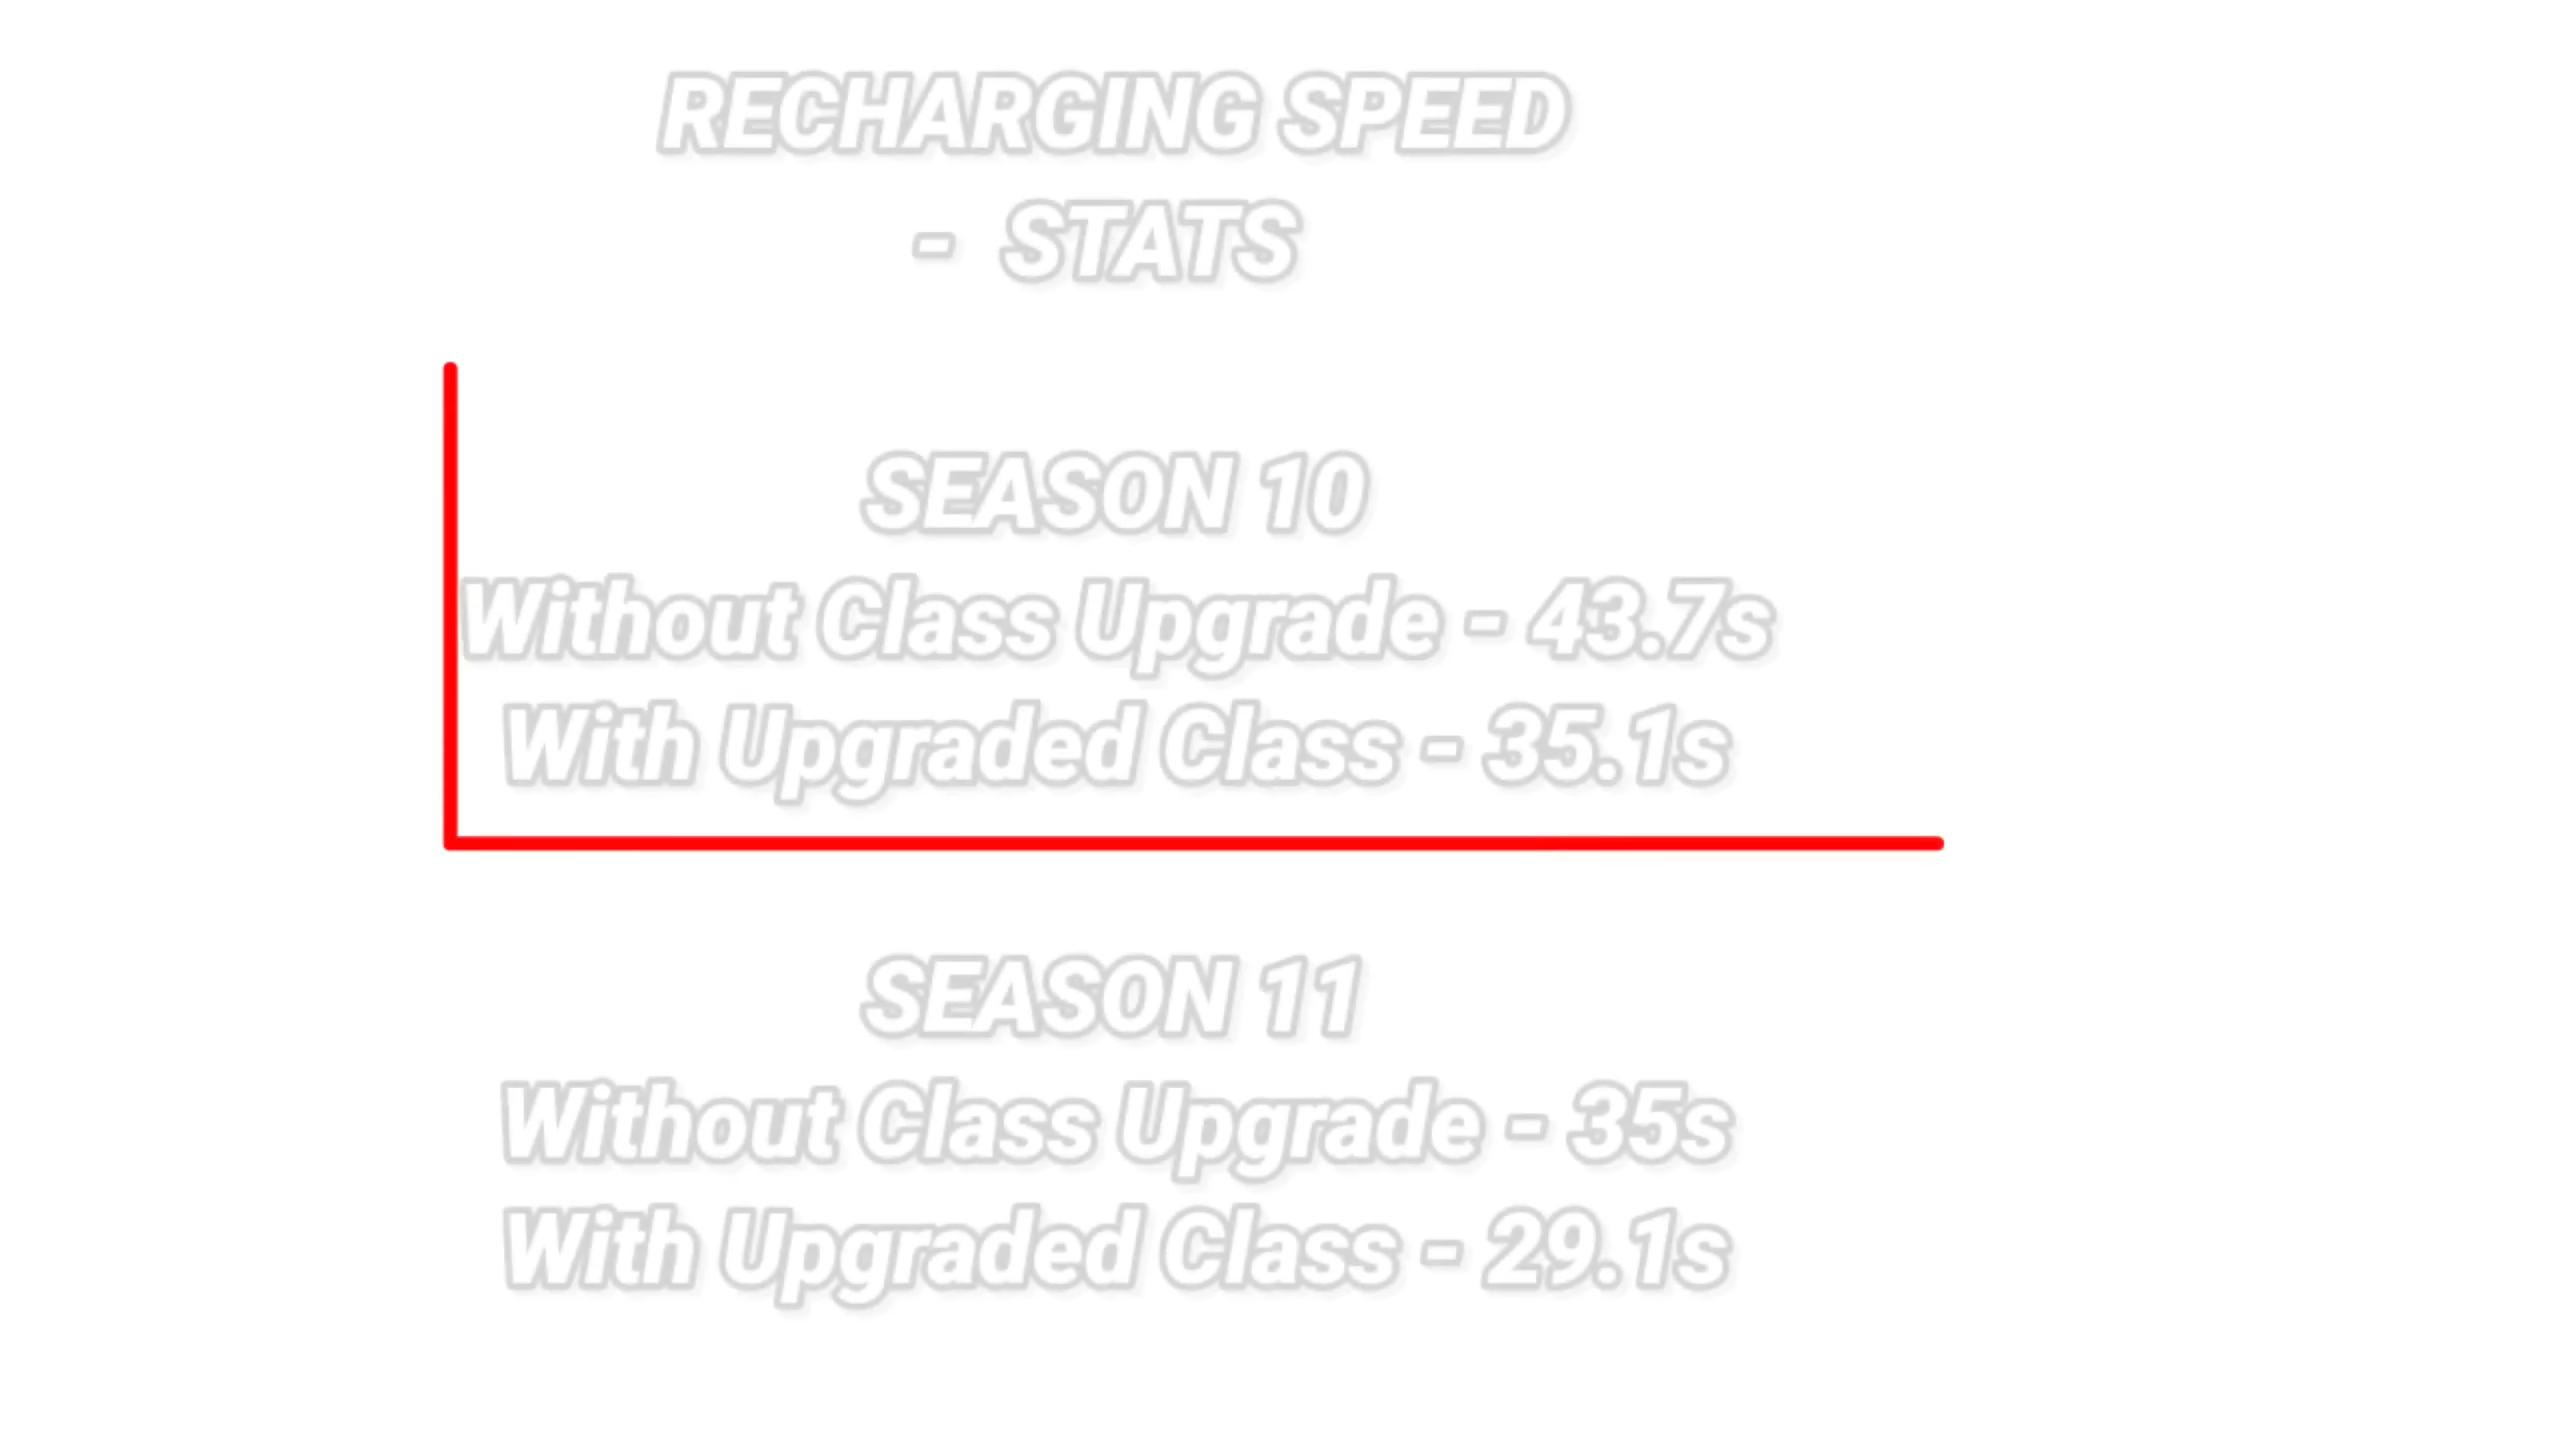 RECHARGING SPEED
- STATS
SEASON 10
Without Class Upgrade - 43.7s
With Upgraded Class - 35.1s
SEASON 11
Without Class Upgrade - 35s
With Upgraded Class - 29.1s